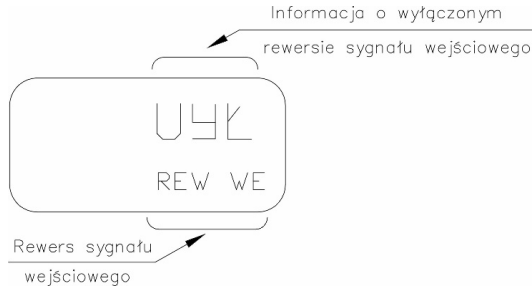 Informacja o wyłączonym
rewersie sygnału wejściowego
UYŁ
REW WE
Rewers sygnału
wejściowego